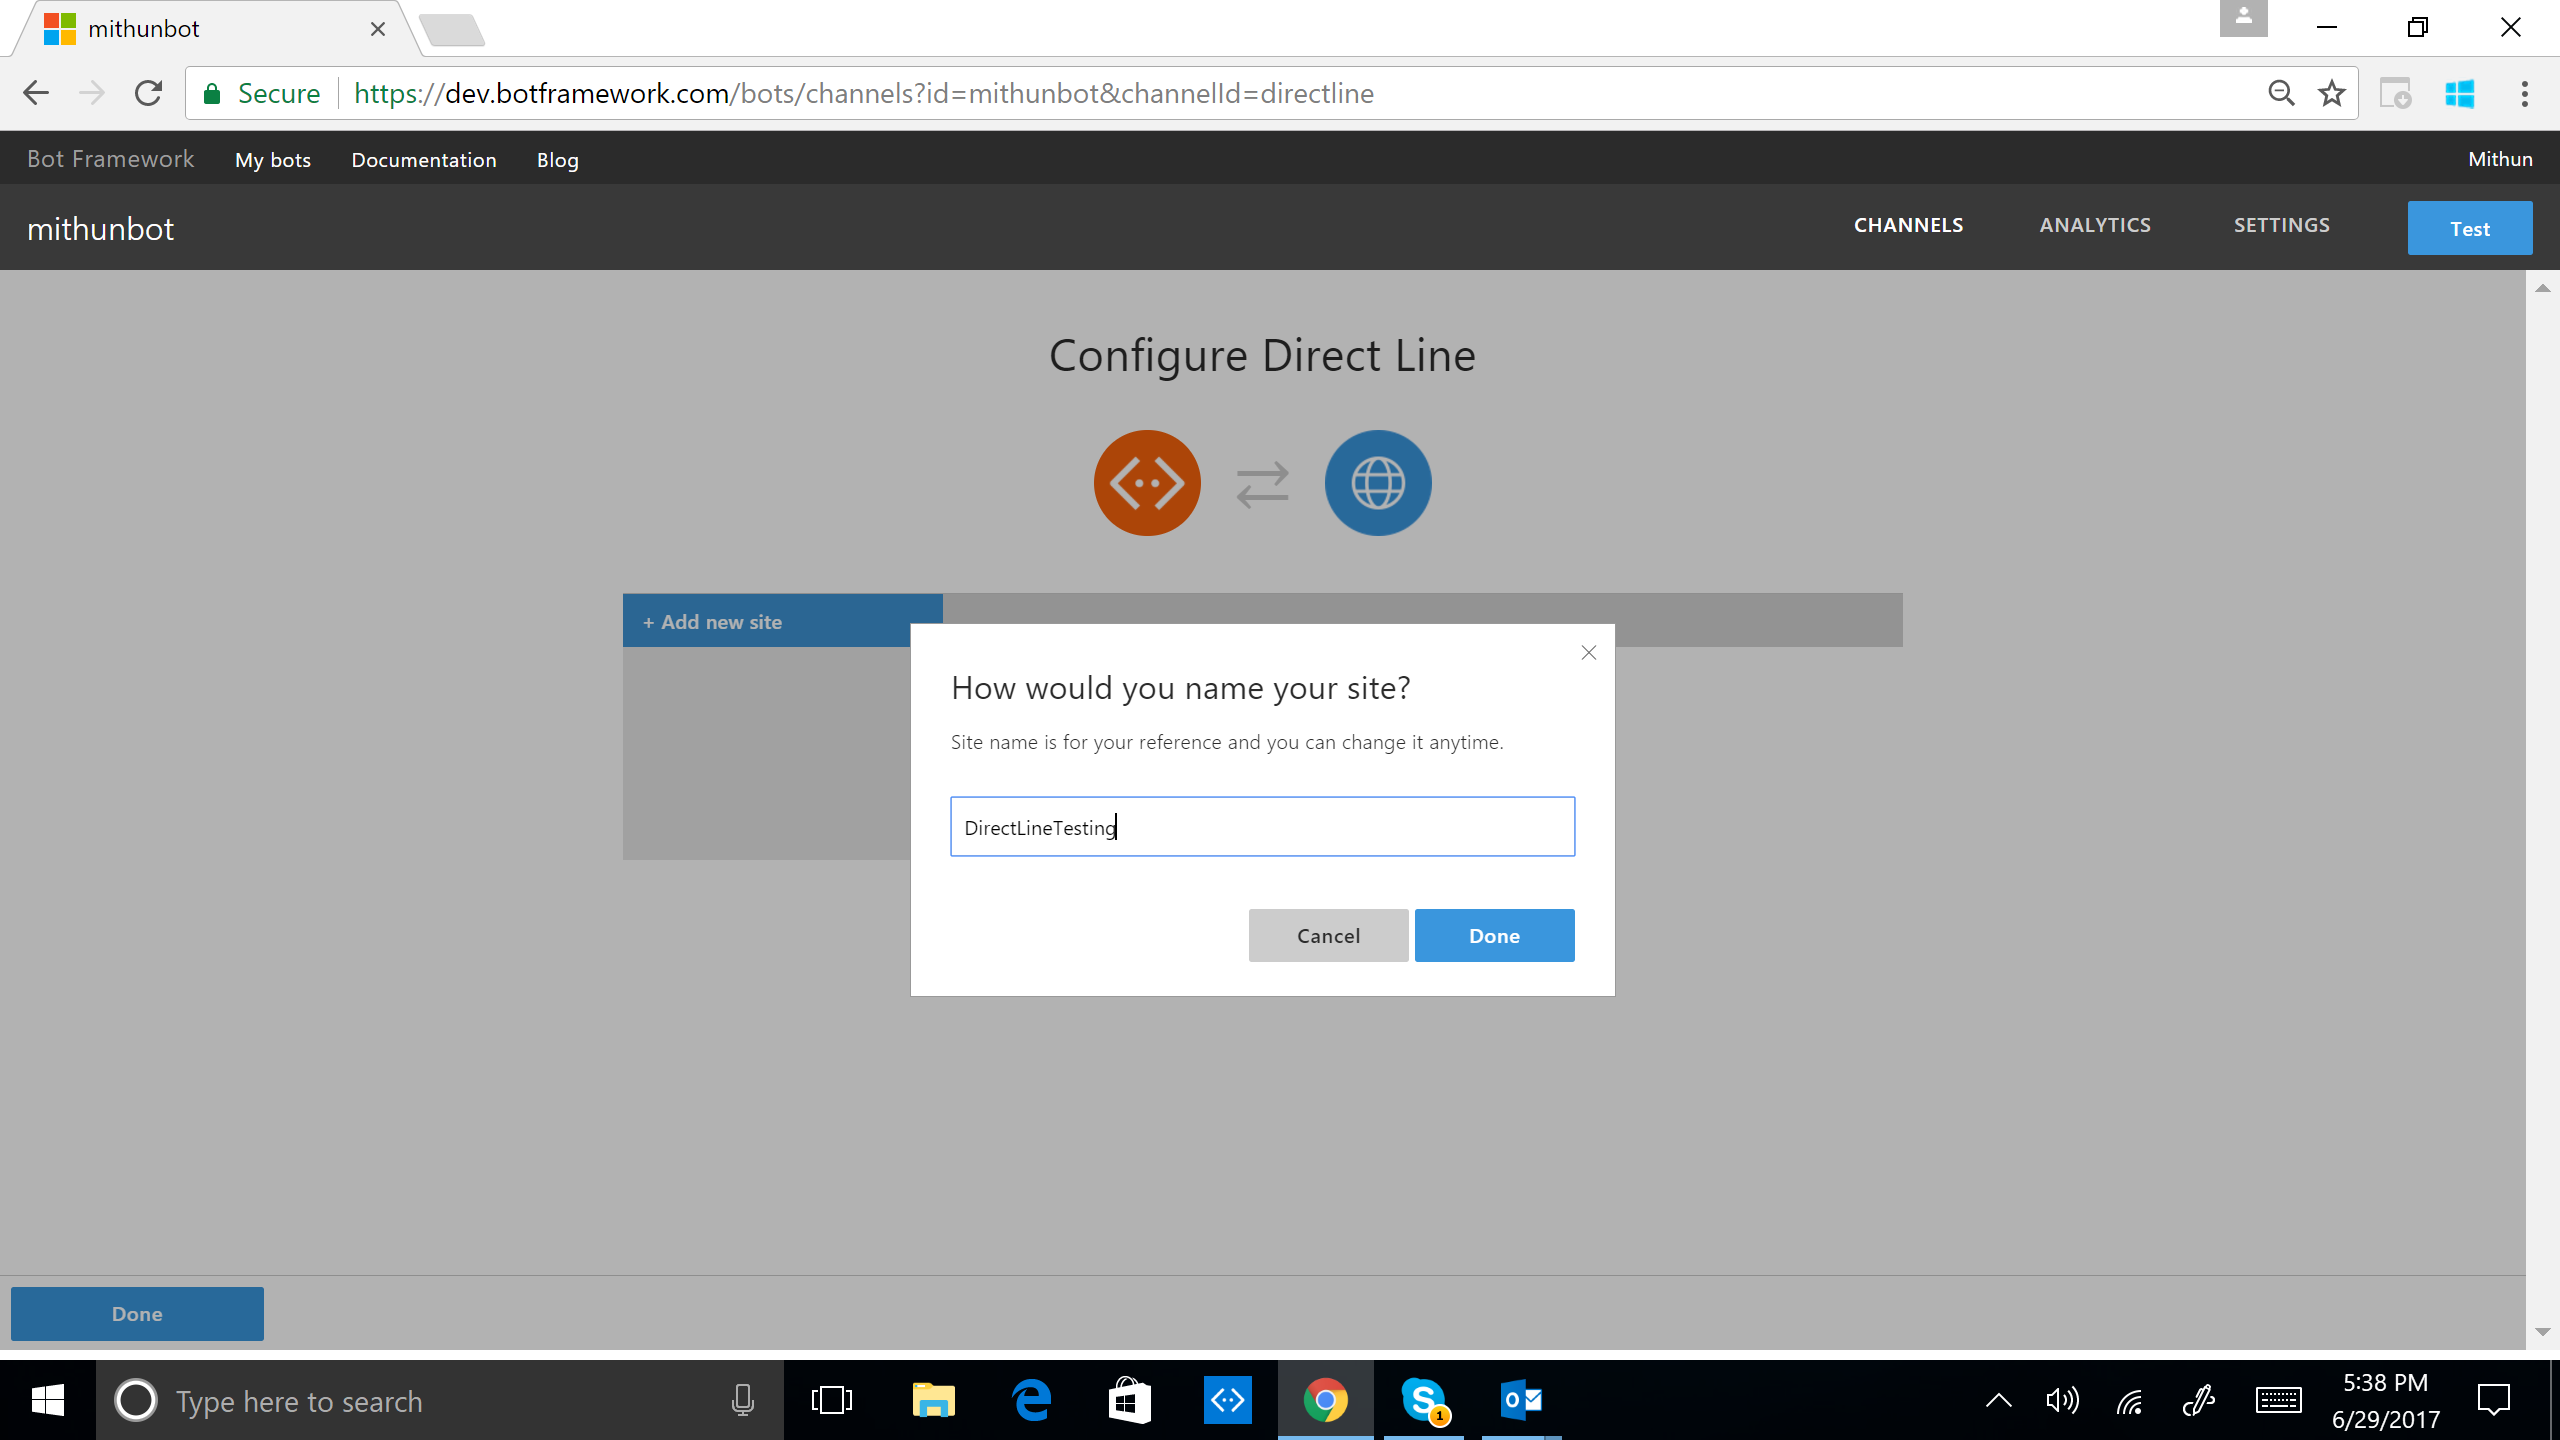 mithunbot
Secure https://dev.botframework.com/bots/channels?id=mithunbot&channelId=directline
Bot Framework My bots Documentation Blog Mithun
mithunbot CHANNELS ANALYTICS SETTINGS Test
Configure Direct Line
+ Add new site
How would you name your site?
Site name is for your reference and you can change it anytime.
DirectLineTesting
Cancel Done
Done
Type here to search
1
5:38 PM
6/29/2017